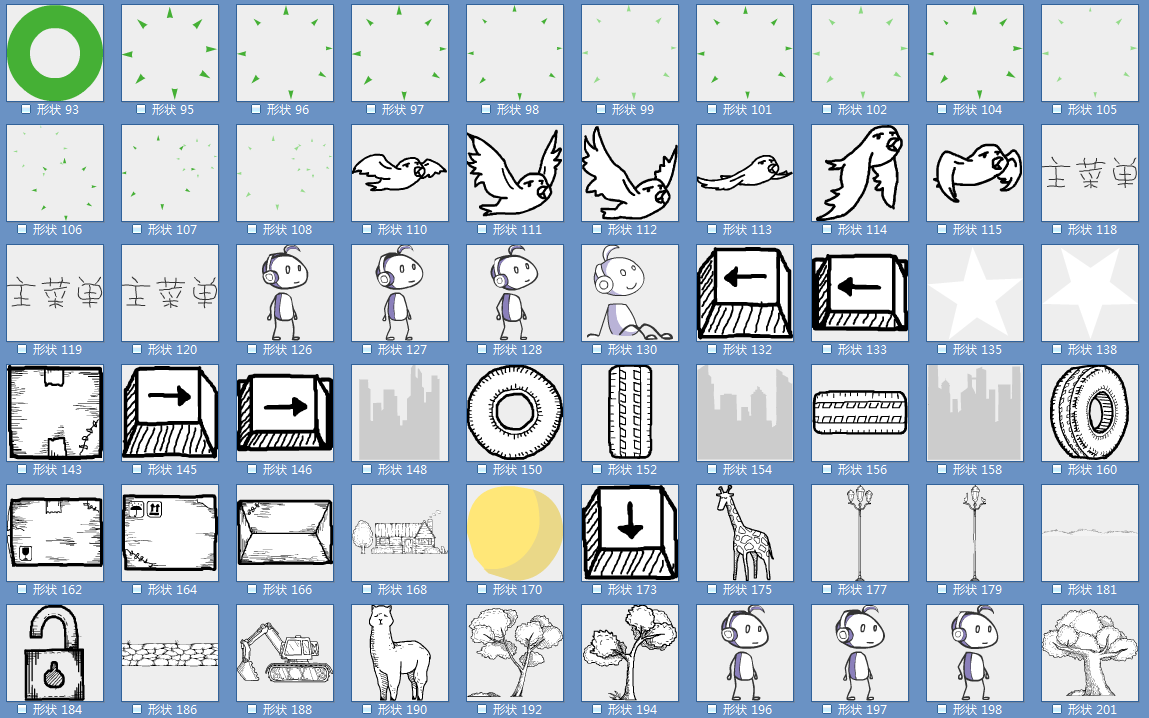 形状 93 形状 95 形状 96 形状 97 形状 98 形状 99 形状 101 形状 102 形状 104 形状 105
主菜单
形状 106 形状 107 形状 108 形状 110 形状 111 形状 112 形状 113 形状 114 形状 115 形状 118
主菜单 主菜单
形状 119 形状 120 形状 126 形状 127 形状 128 形状 130 形状 132 形状 133 形状 135 形状 138
形状 143 形状 145 形状 146 形状 148 形状 150 形状 152 形状 154 形状 156 形状 158 形状 160
形状 162 形状 164 形状 166 形状 168 形状 170 形状 173 形状 175 形状 177 形状 179 形状 181
形状 184 形状 186 形状 188 形状 190 形状 192 形状 194 形状 196 形状 197 形状 198 形状 201